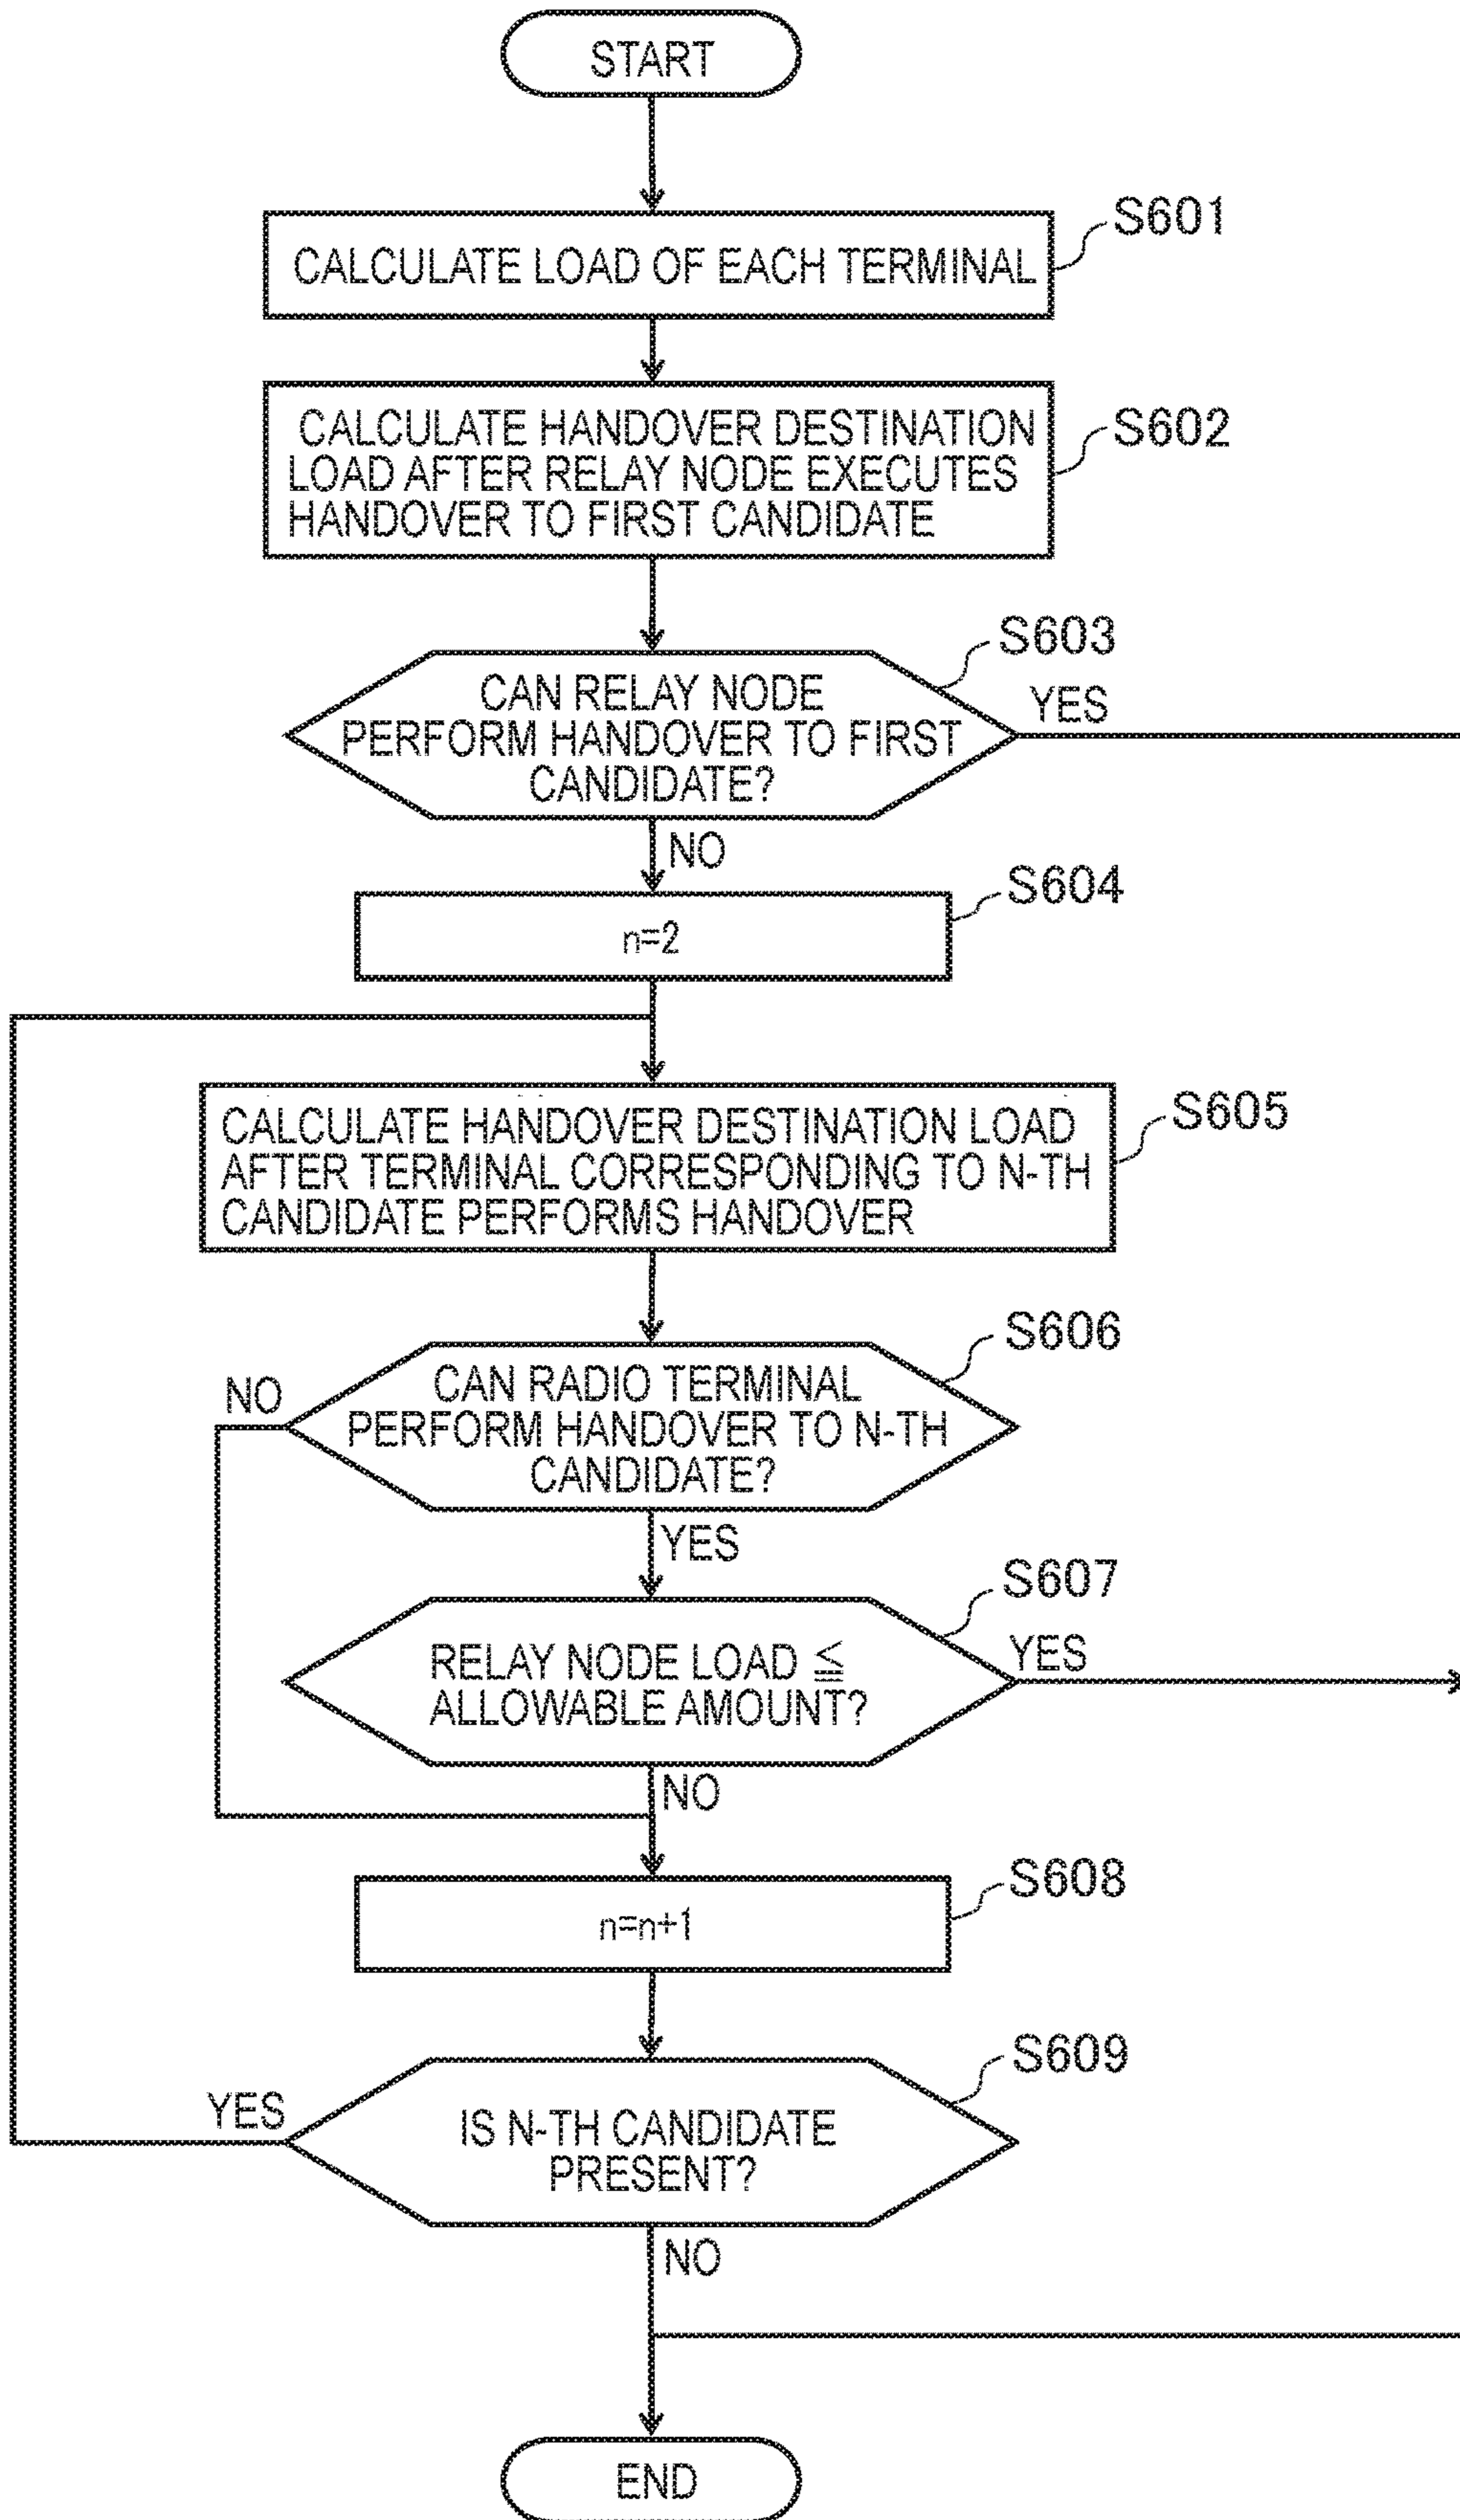 START
S601
CALCULATE LOAD OF EACH TERMINAL
S602
CALCULATE HANDOVER DESTINATION
LOAD AFTER RELAY NODE EXECUTES
HANDOVER TO FIRST CANDIDATE
S603
CAN RELAY NODE
PERFORM HANDOVER TO FIRST
CANDIDATE?
YES
NO
S604
n=2
S605
CALCULATE HANDOVER DESTINATION LOAD
AFTER TERMINAL CORRESPONDING TO N-TH
CANDIDATE PERFORMS HANDOVER
S606
CAN RADIO TERMINAL
PERFORM HANDOVER TO N-TH
CANDIDATE?
NO
YES
S607
RELAY NODE LOAD ≦
ALLOWABLE AMOUNT?
YES
NO
S608
n=n+1
S609
IS N-TH CANDIDATE
PRESENT?
YES
NO
END